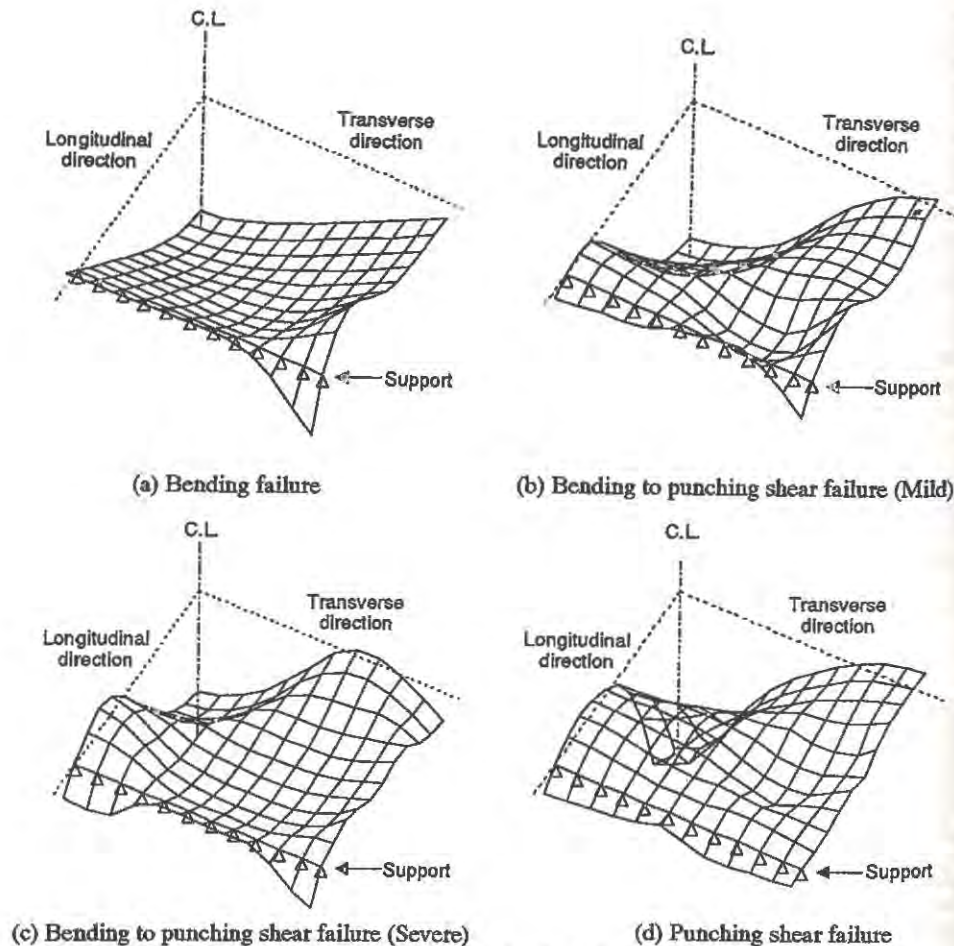 C.L.
Longitudinal
direction
Transverse
direction
Support
(a) Bending failure
C.L.
Longitudinal
direction
Transverse
direction
Support
(b) Bending to punching shear failure (Mild)
C.L.
Longitudinal
direction
Transverse
direction
Support
(c) Bending to punching shear failure (Severe)
C.L.
Longitudinal
direction
Transverse
direction
Support
(d) Punching shear failure